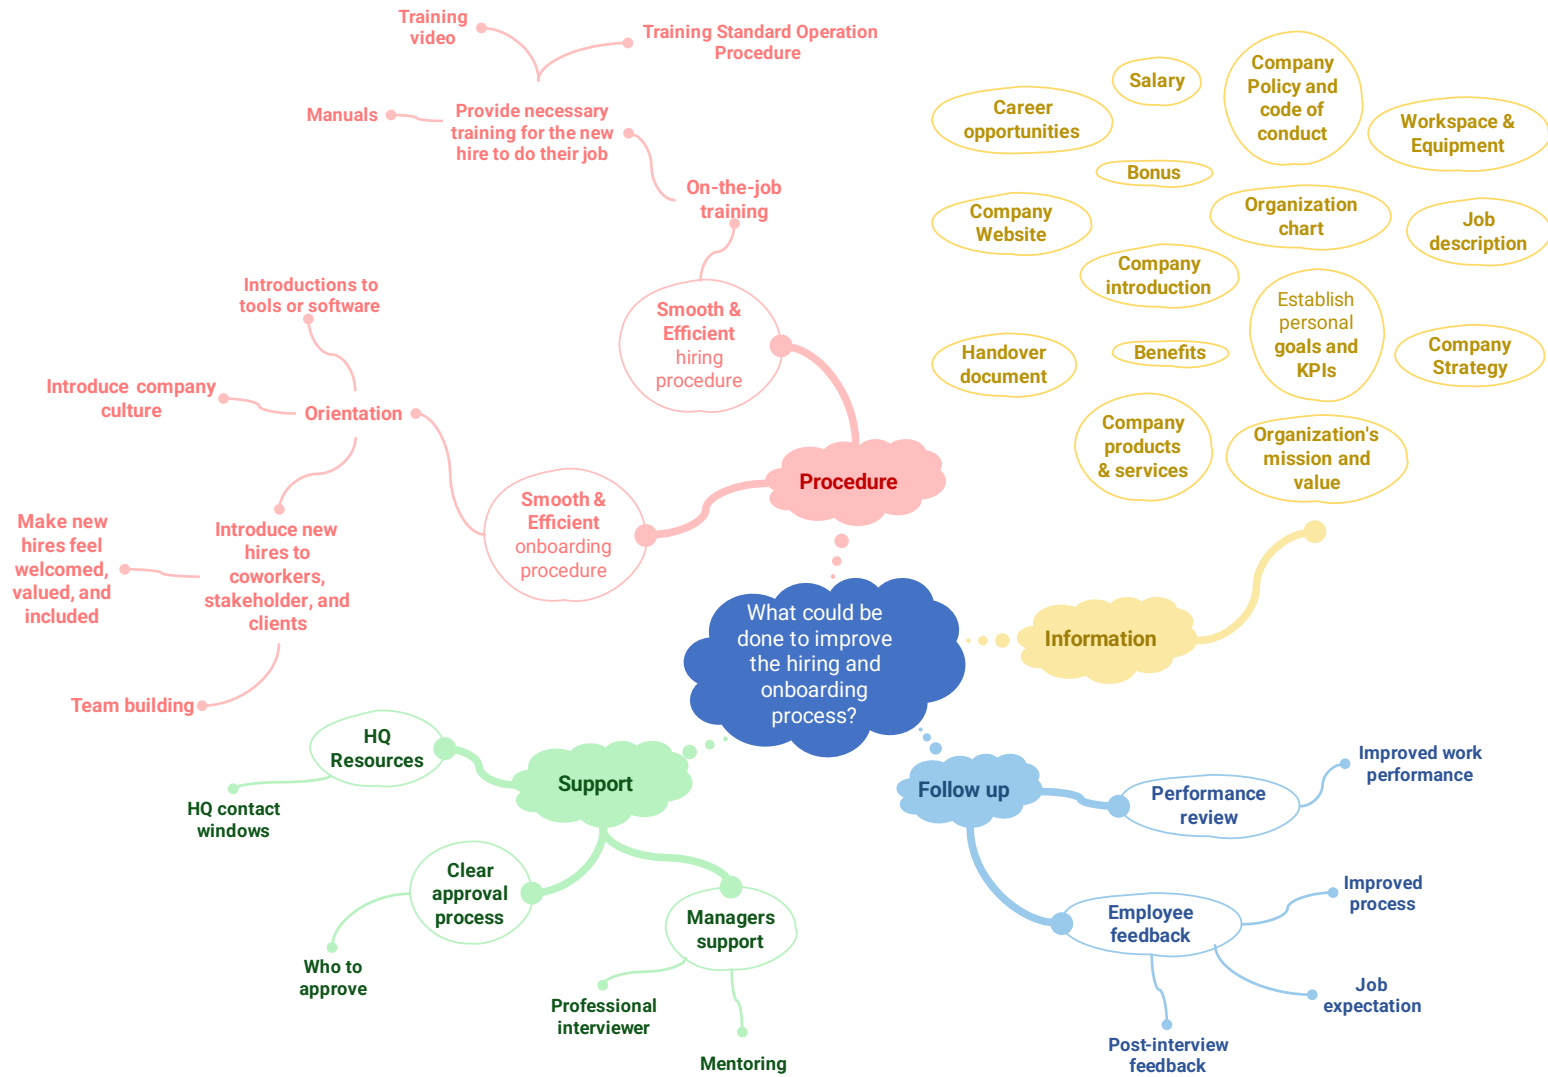 Training
video
Training Standard Operation
Procedure
Manuals
Provide necessary
training for the new
hire to do their job
On-the-job
training
Smooth &
Efficient
hiring
procedure
Introductions to
tools or software
Introduce company
culture
Orientation
Smooth &
Efficient
onboarding
procedure
Make new
hires feel
welcomed,
valued, and
included
Introduce new
hires to
coworkers,
stakeholder, and
clients
Team building
Procedure
Salary
Company
Policy and
code of
conduct
Career
opportunities
Workspace &
Equipment
Bonus
Company
Website
Organization
chart
Job
description
Company
introduction
Establish
personal
goals and
KPIs
Handover
document
Benefits
Company
Strategy
Company
products
& services
Organization's
mission and
value
Information
What could be
done to improve
the hiring and
onboarding
process?
HQ
Resources
Support
HQ contact
windows
Clear
approval
process
Managers
support
Who to
approve
Professional
interviewer
Mentoring
Follow up
Performance
review
Improved work
performance
Employee
feedback
Improved
process
Job
expectation
Post-interview
feedback